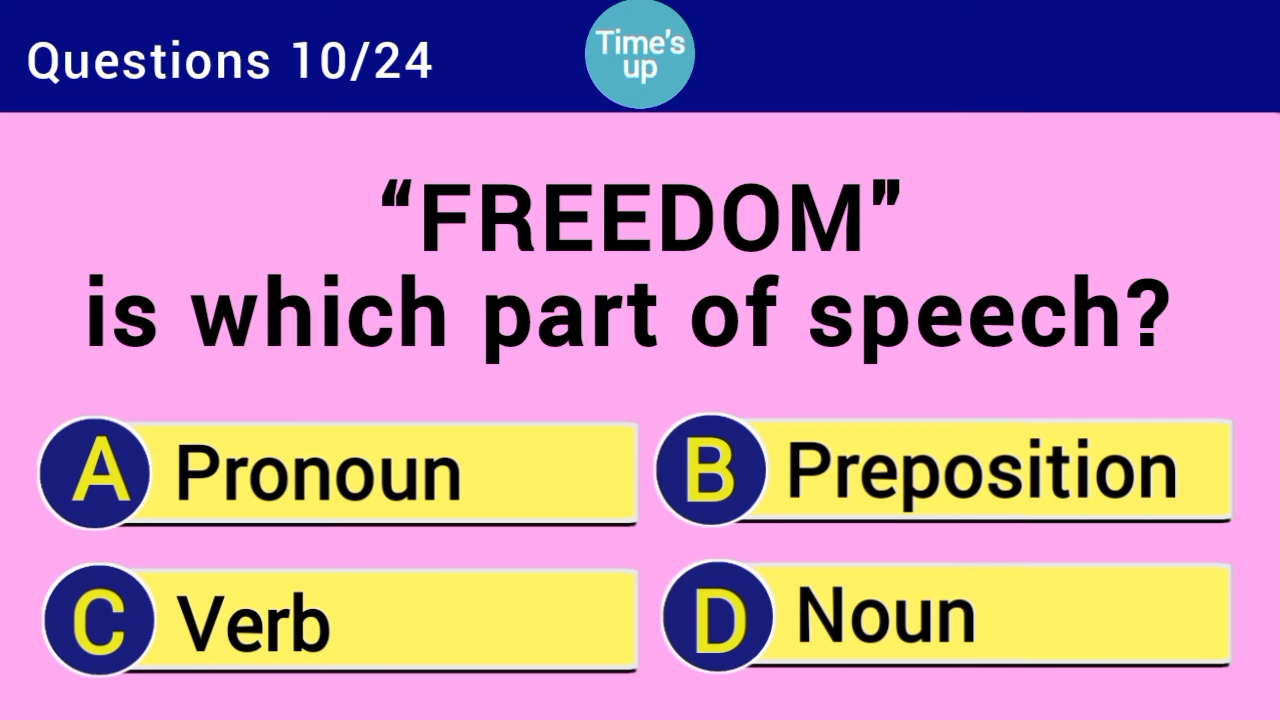 Questions 10/24
Time's
up
“FREEDOM”
is which part of speech?
A Pronoun
B Preposition
C Verb
D Noun